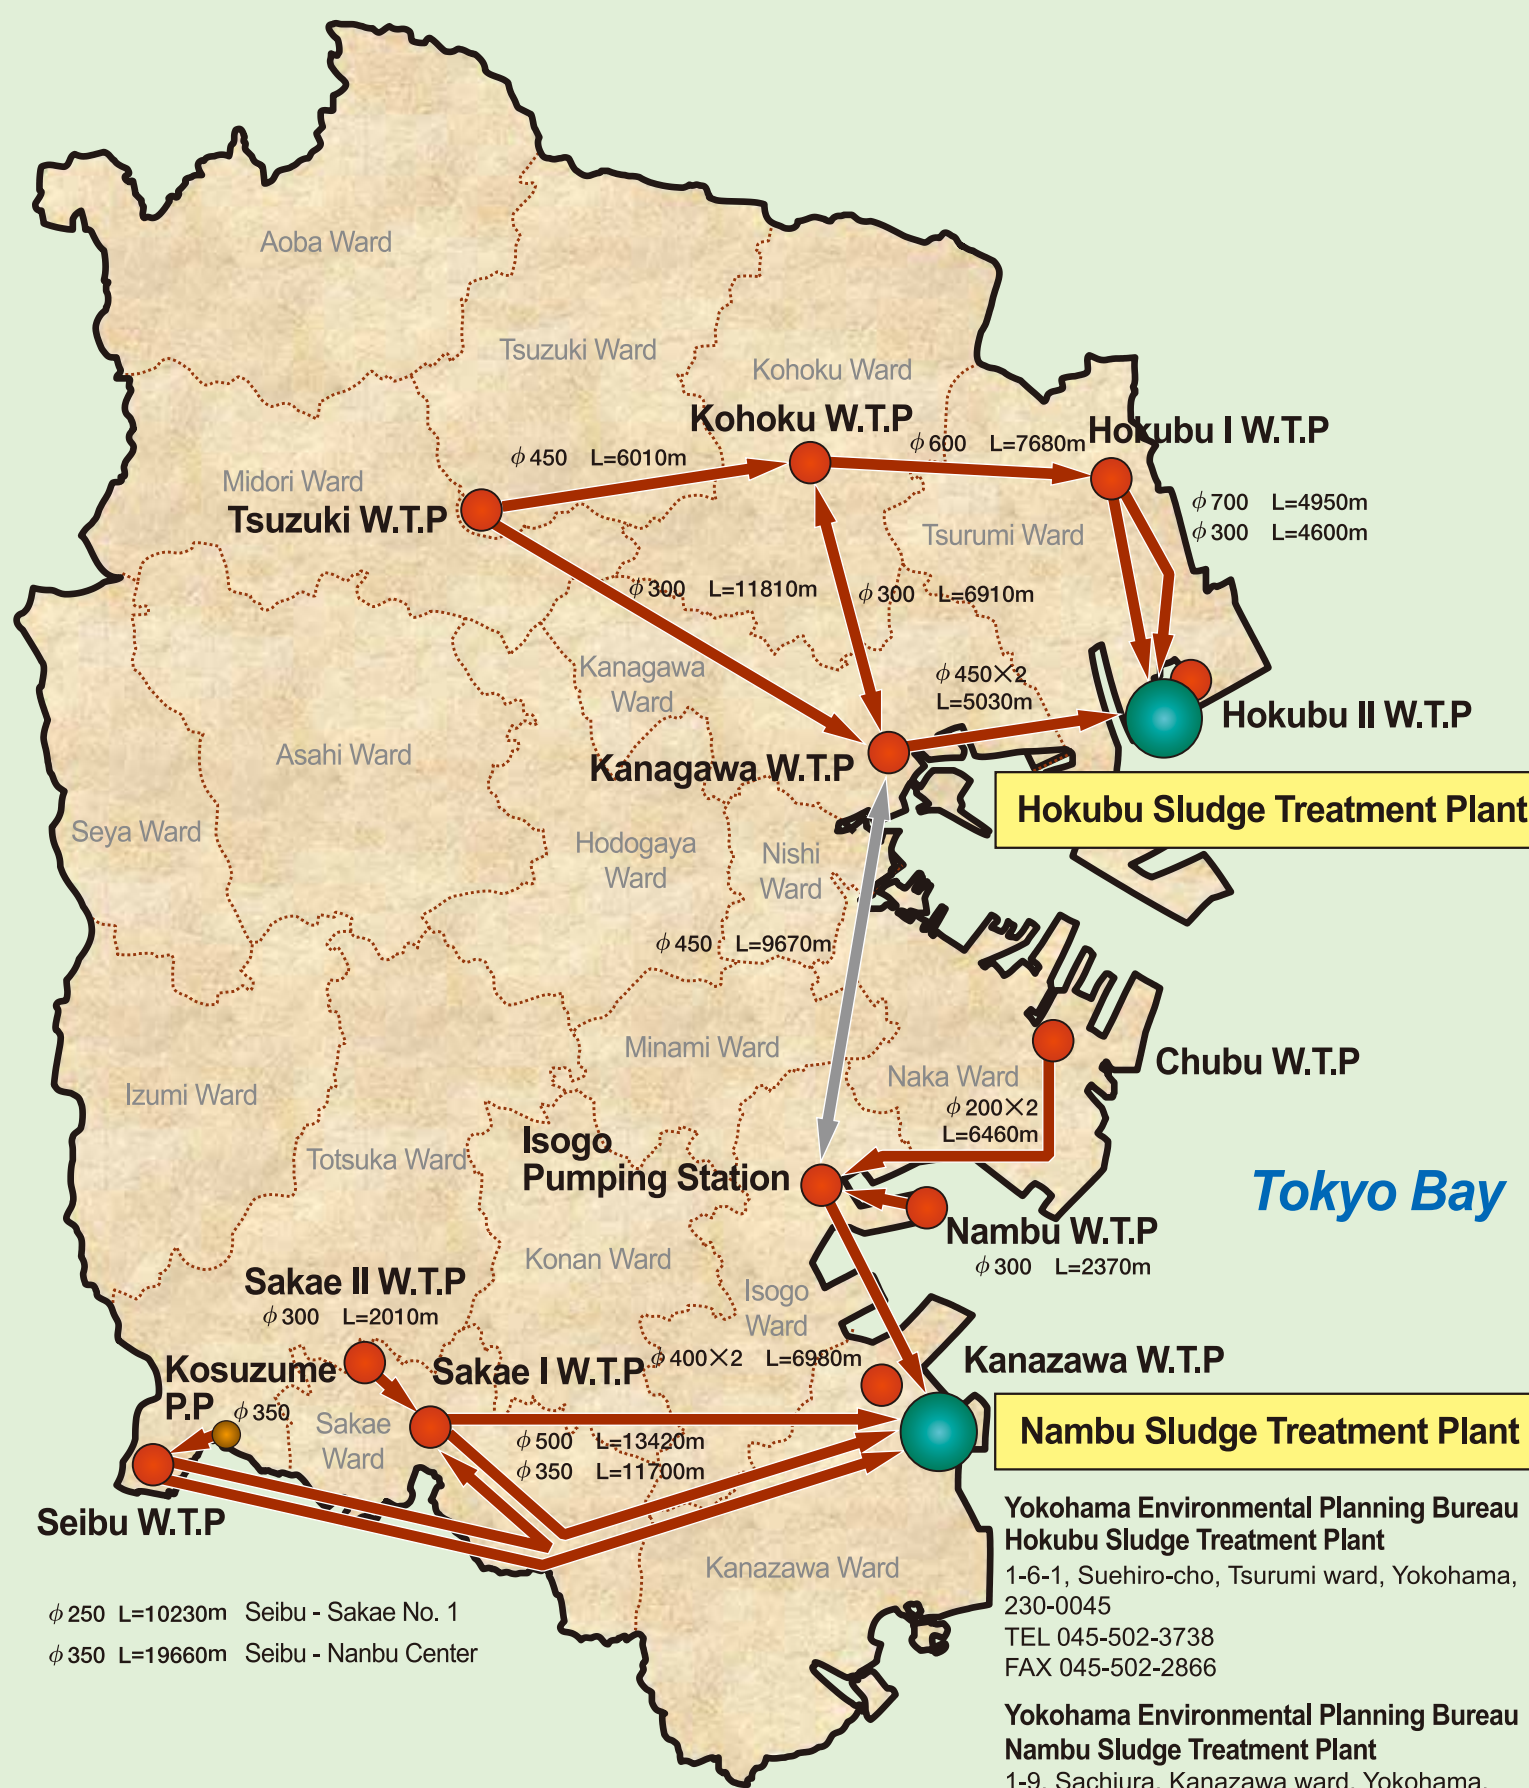 Aoba Ward
Tsuzuki Ward
Kohoku Ward
Kohoku W.T.P
φ600 L=7680m
Hokubu I W.T.P
φ450 L=6010m
Midori Ward
Tsuzuki W.T.P
φ700 L=4950m
φ300 L=4600m
Tsurumi Ward
φ300 L=11810m
φ300 L=6910m
Kanagawa
Ward
φ450×2
L=5030m
Hokubu II W.T.P
Asahi Ward
Kanagawa W.T.P
Hokubu Sludge Treatment Plant
Seya Ward
Hodogaya
Ward
Nishi
Ward
φ450 L=9670m
Minami Ward
Chubu W.T.P
Naka Ward
φ200×2
L=6460m
Izumi Ward
Totsuka Ward
Isogo
Pumping Station
Tokyo Bay
Nambu W.T.P
φ300 L=2370m
Konan Ward
Sakae II W.T.P
φ300 L=2010m
Isogo
Ward
φ400×2 L=6980m
Kanazawa W.T.P
Kosuzume
P.P
φ350
Sakae I W.T.P
Sakae
Ward
φ500 L=13420m
φ350 L=11700m
Nambu Sludge Treatment Plant
Seibu W.T.P
Kanazawa Ward
φ250 L=10230m Seibu - Sakae No. 1
φ350 L=19660m Seibu - Nanbu Center
Yokohama Environmental Planning Bureau
Hokubu Sludge Treatment Plant
1-6-1, Suehiro-cho, Tsurumi ward, Yokohama,
230-0045
TEL 045-502-3738
FAX 045-502-2866
Yokohama Environmental Planning Bureau
Nambu Sludge Treatment Plant
1-9, Sachiura, Kanazawa ward, Yokohama,